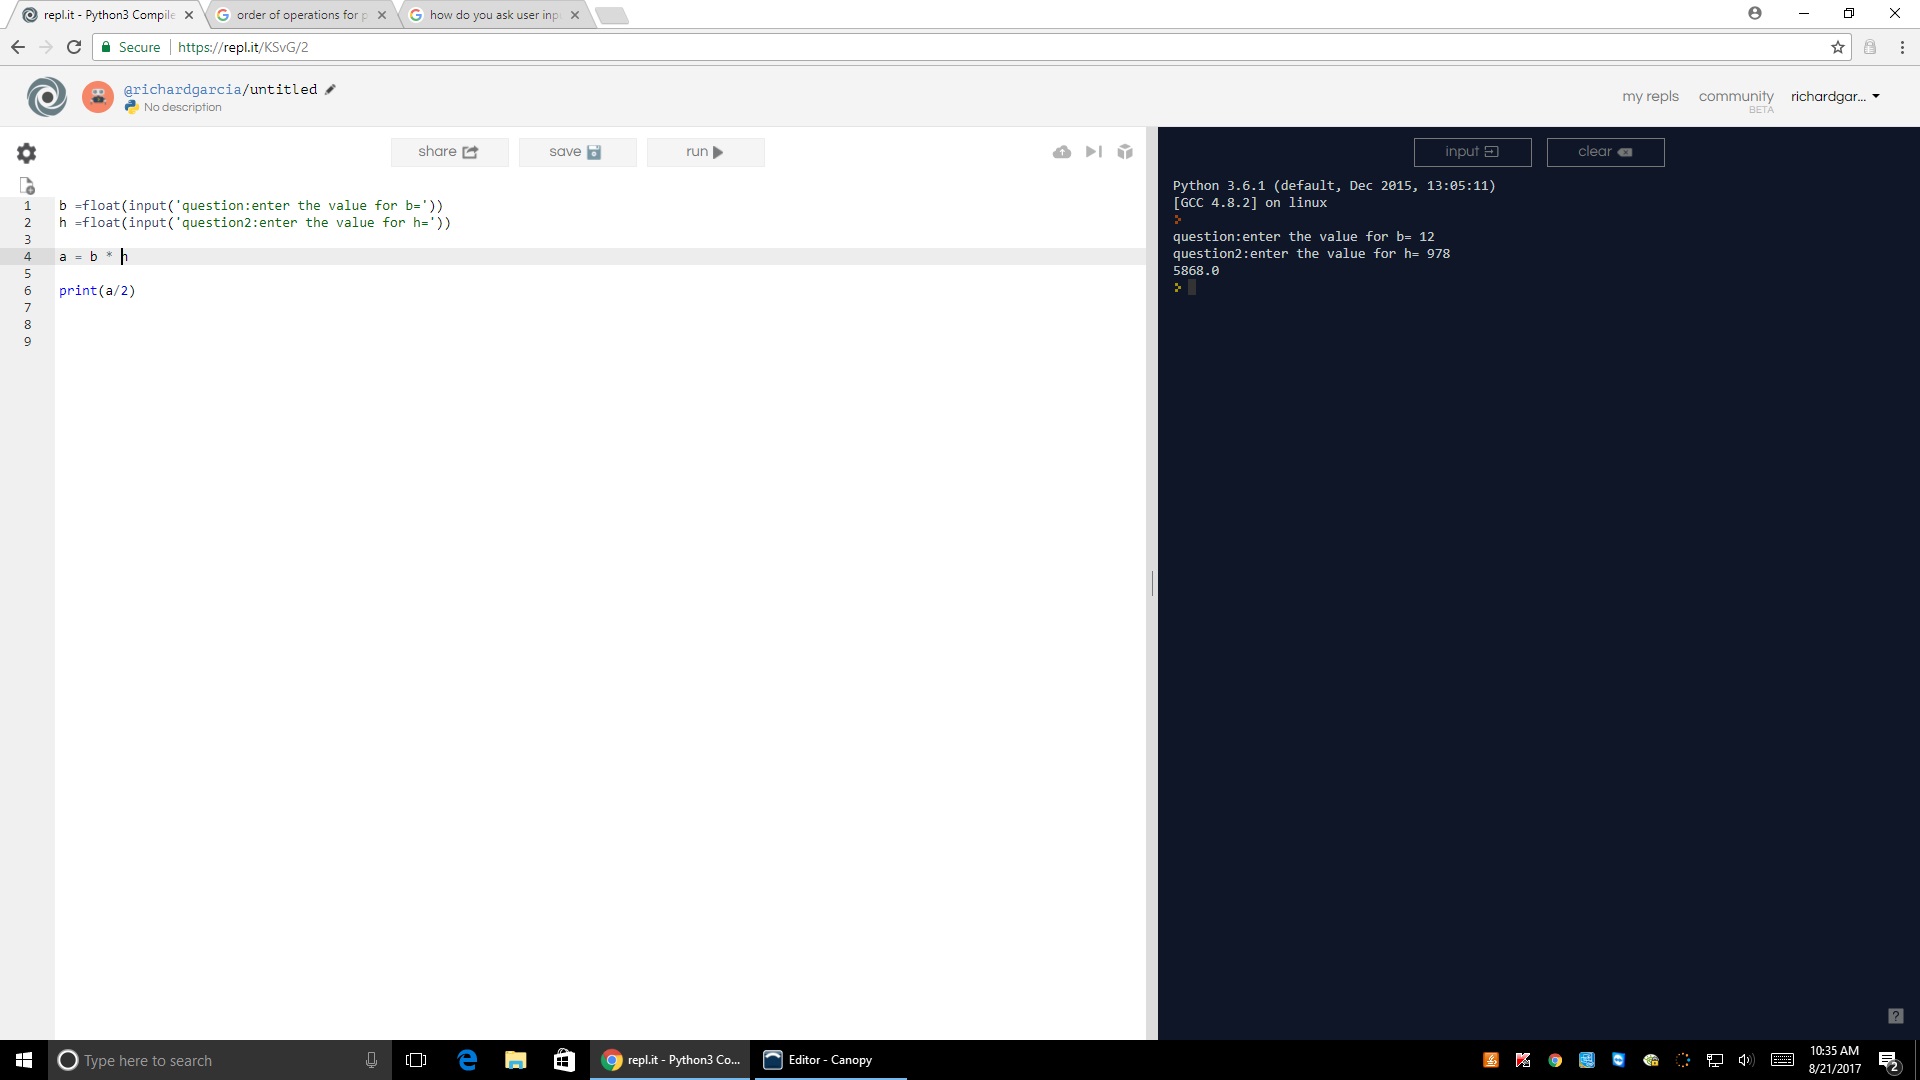 repl.it - Python3 Compile
order of operations for p
how do you ask user inp
Secure
https://repl.it/KSvG/2
@richardgarcia/untitled
No description
my repls
community
BETA
richardgar...
share
save
run
input
clear
1 b =float(input('question:enter the value for b='))
2 h =float(input('question2:enter the value for h='))
3
4 a = b * h
5
6 print(a/2)
7
8
9
Python 3.6.1 (default, Dec 2015, 13:05:11)
[GCC 4.8.2] on linux
question:enter the value for b= 12
question2:enter the value for h= 978
5868.0
?
Type here to search
repl.it - Python3 Co...
Editor - Canopy
10:35 AM
8/21/2017
2